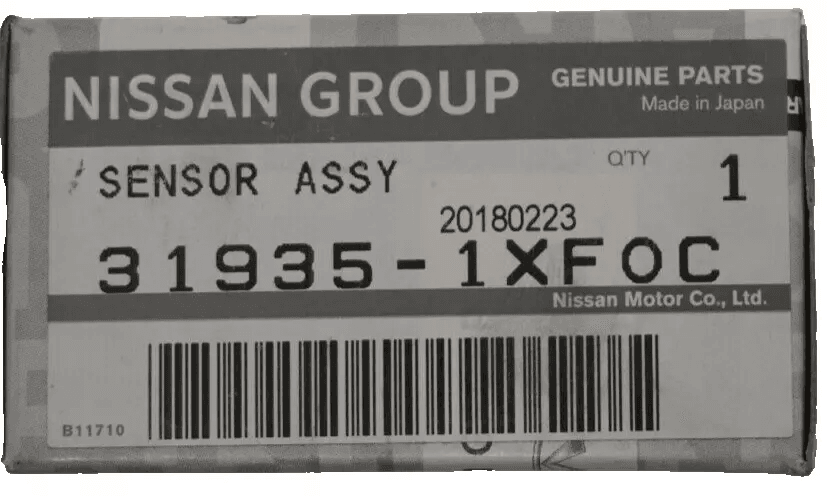 NISSAN GROUP
GENUINE PARTS
Made in Japan
SENSOR ASSY
Q'TY 1
20180223
31935-1XF0C
Nissan Motor Co., Ltd.
B11710